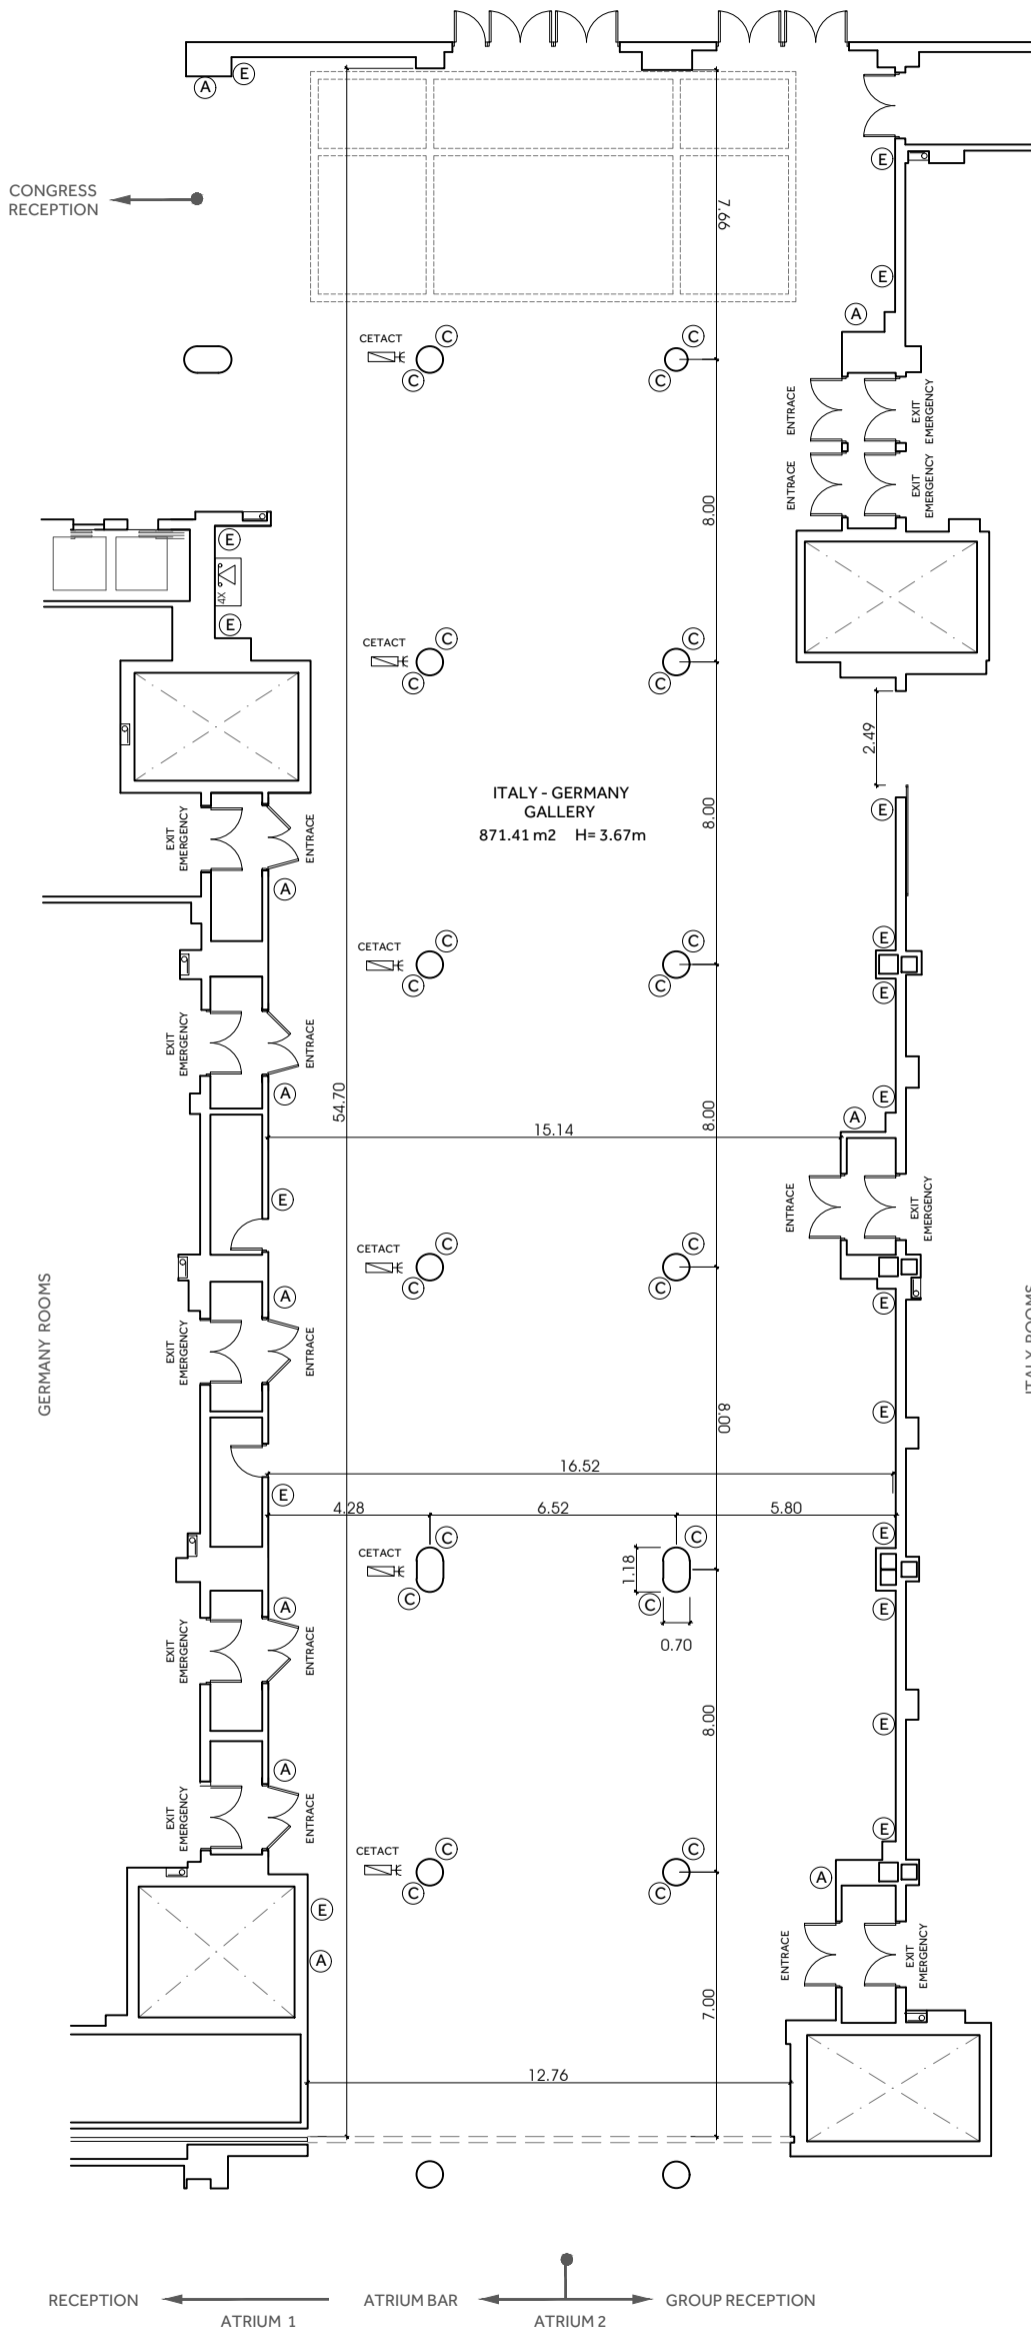 E
A
CONGRESS
RECEPTION
E
7.66
E
A
CETACT
C
C
C
C
ENTRACE
EXIT
EMERGENCY
8.00
ENTRACE
EXIT
EMERGENCY
E
4X
E
CETACT
C
C
C
C
2.49
ITALY - GERMANY
GALLERY
871.41 m2 H= 3.67m
8.00
EXIT
EMERGENCY
ENTRACE
E
A
CETACT
C
C
C
C
E
E
EXIT
EMERGENCY
ENTRACE
A
54.70
8.00
E
A
15.14
E
ENTRACE
EXIT
EMERGENCY
CETACT
C
C
C
C
A
E
GERMANY ROOMS
ITALY ROOMS
EXIT
EMERGENCY
ENTRACE
8.00
E
16.52
E
4.28
6.52
5.80
CETACT
C
C
C
C
1.18
0.70
E
E
A
EXIT
EMERGENCY
ENTRACE
8.00
E
A
EXIT
EMERGENCY
ENTRACE
E
CETACT
C
C
C
C
A
E
A
ENTRACE
EXIT
EMERGENCY
7.00
12.76
RECEPTION
ATRIUM 1
ATRIUM BAR
ATRIUM 2
GROUP RECEPTION